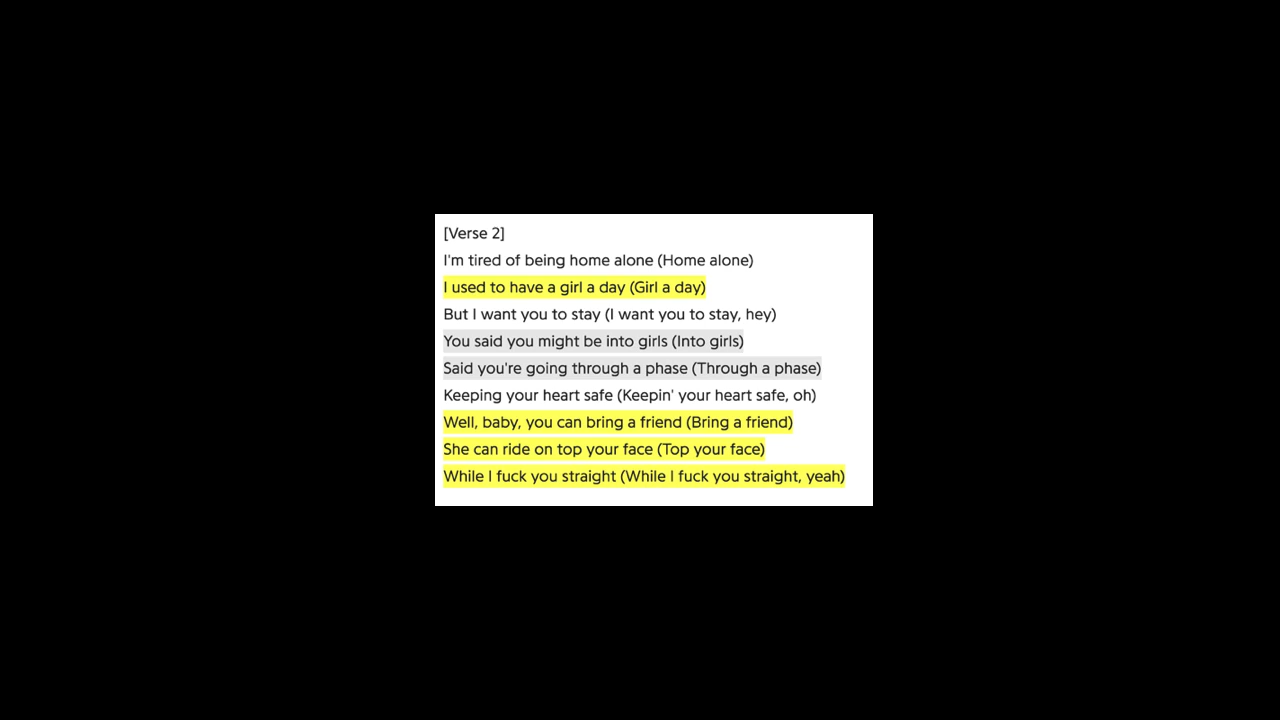 [Verse 2]
I'm tired of being home alone (Home alone)
I used to have a girl a day (Girl a day)
But I want you to stay (I want you to stay, hey)
You said you might be into girls (Into girls)
Said you're going through a phase (Through a phase)
Keeping your heart safe (Keepin' your heart safe, oh)
Well, baby, you can bring a friend (Bring a friend)
She can ride on top your face (Top your face)
While I fuck you straight (While I fuck you straight, yeah)